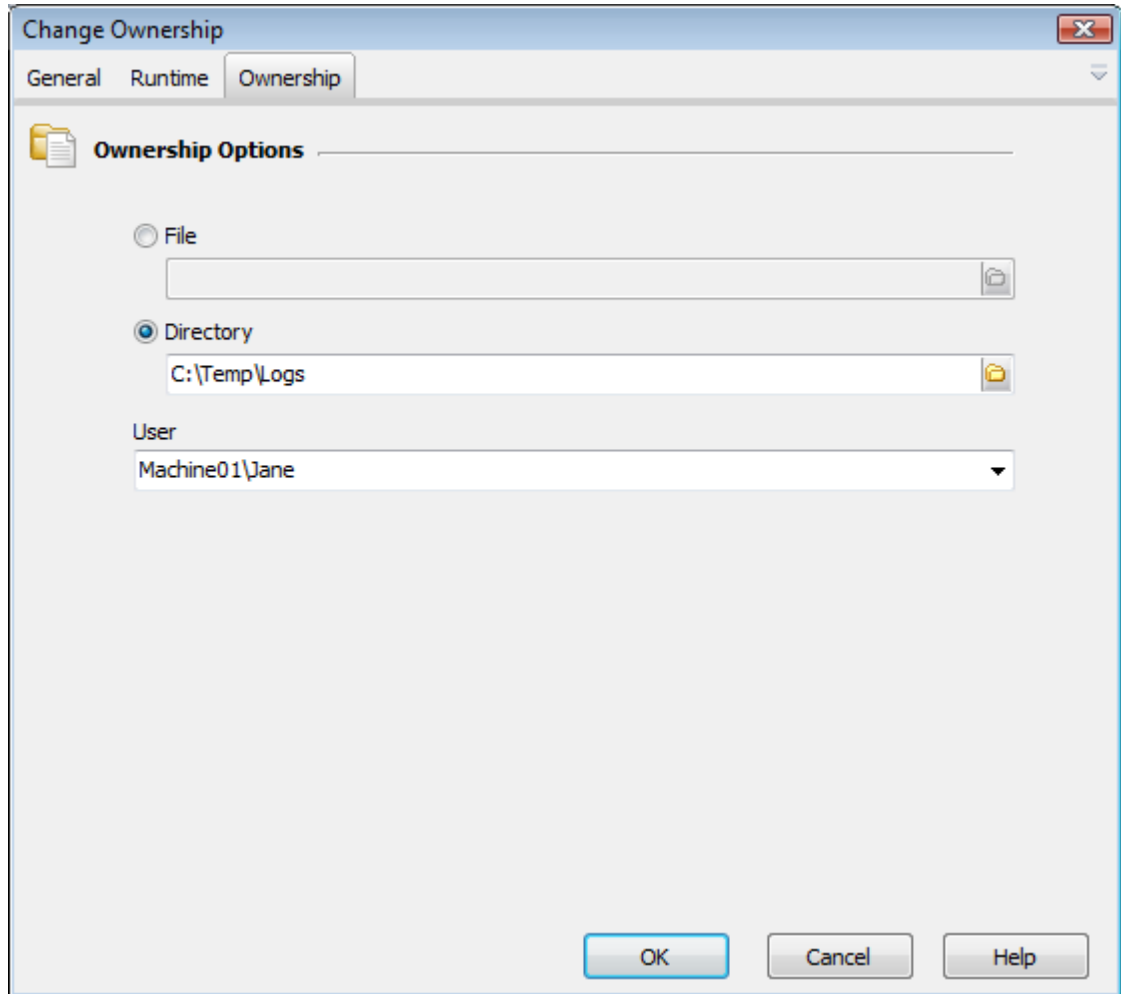 Change Ownership
General Runtime Ownership
Ownership Options
File
Directory
C:\Temp\Logs
User
Machine01\Jane
OK Cancel Help